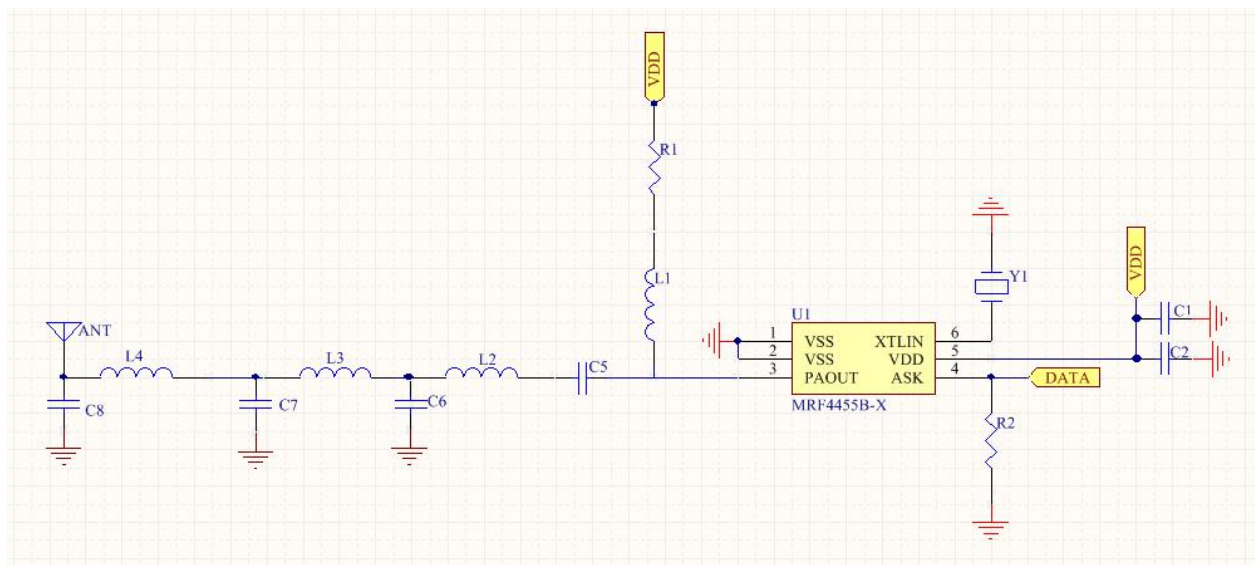 VDD
R1
L1
Y1
VDD
C1
C2
U1
1 VSS XTLIN 6
2 VSS VDD 5
3 PAOUT ASK 4
MRF4455B-X
DATA
R2
ANT
L4
L3
L2
C5
C8
C7
C6